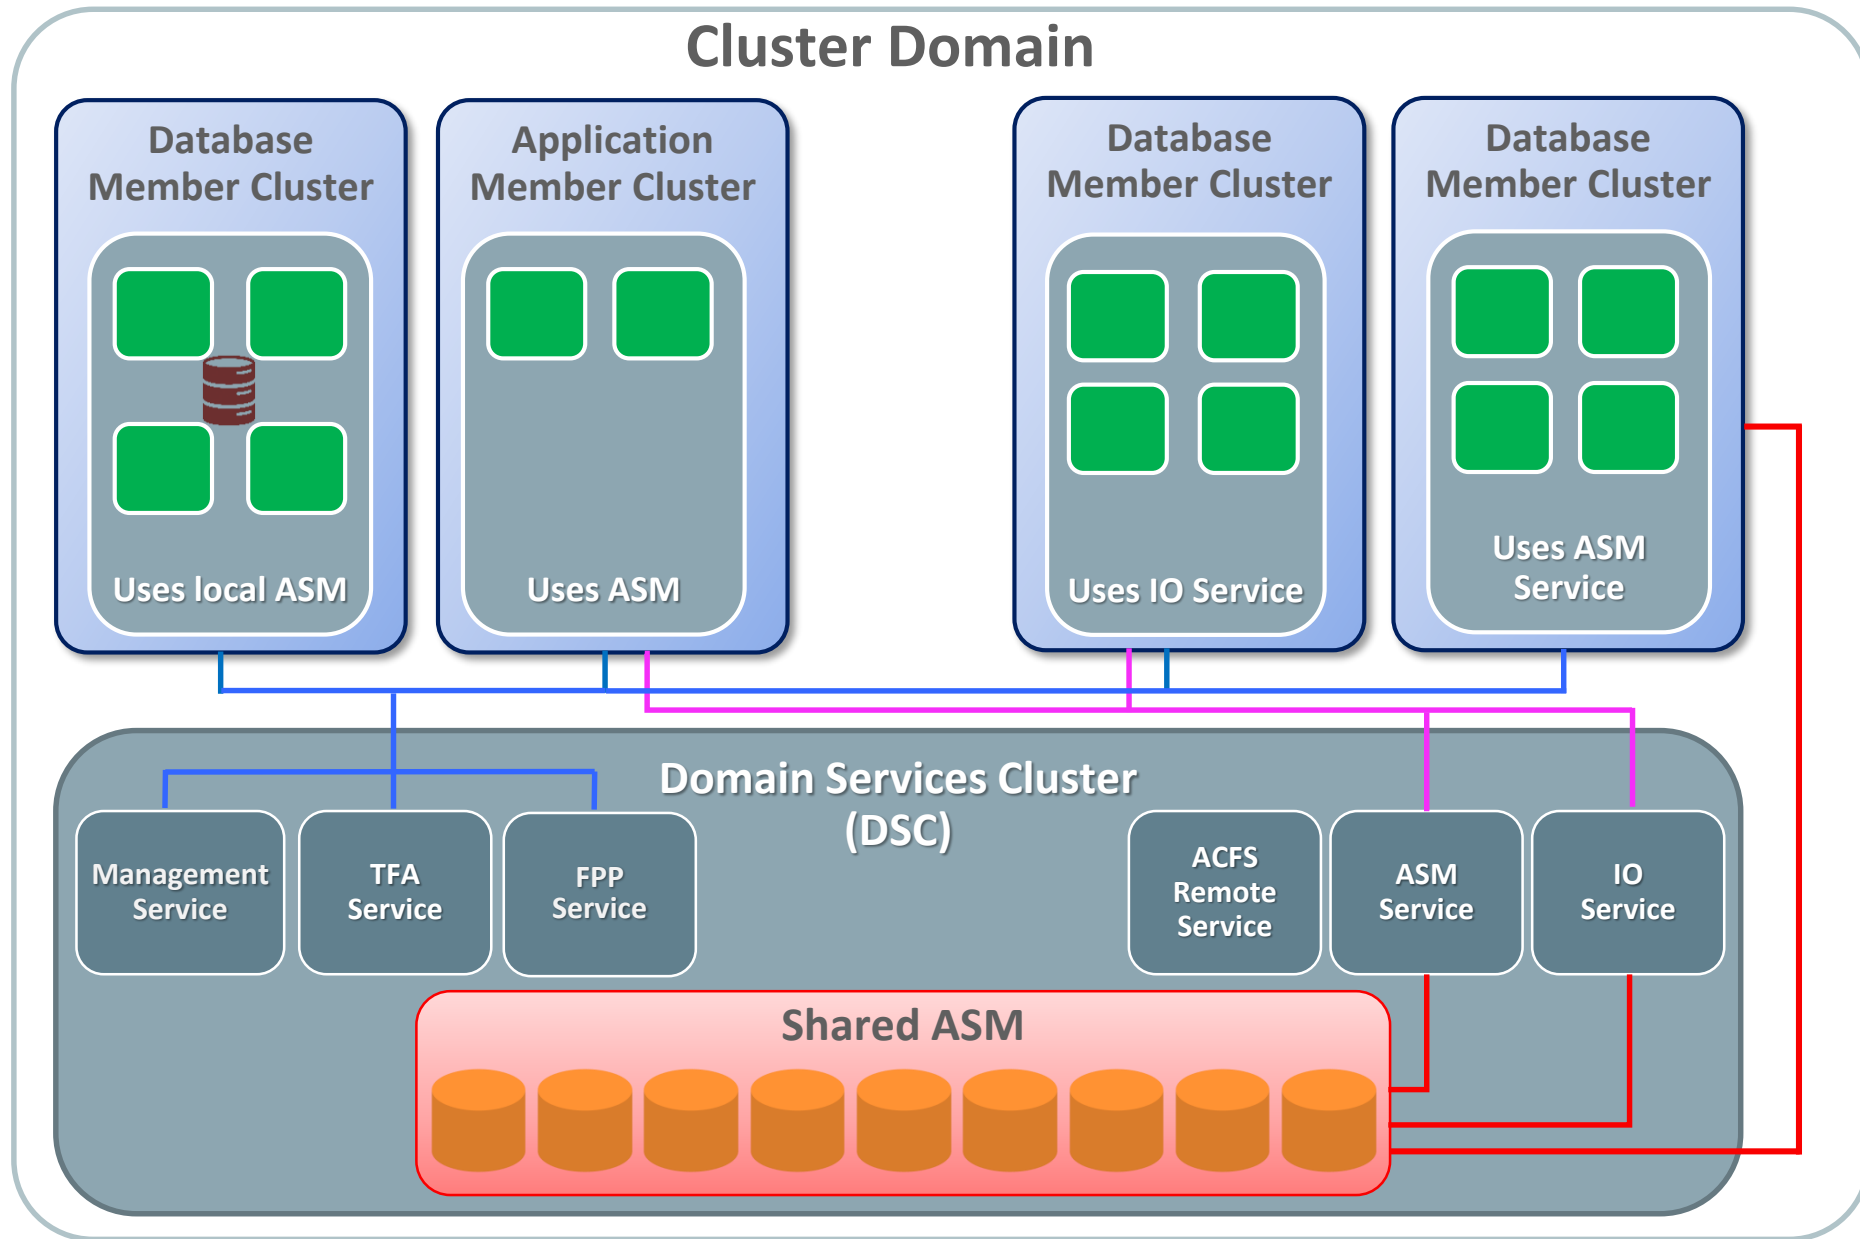 Cluster Domain
Database
Member Cluster
Uses local ASM
Application
Member Cluster
Uses ASM
Database
Member Cluster
Uses IO Service
Database
Member Cluster
Uses ASM
Service
Domain Services Cluster
(DSC)
Management
Service
TFA
Service
FPP
Service
ACFS
Remote
Service
ASM
Service
IO
Service
Shared ASM